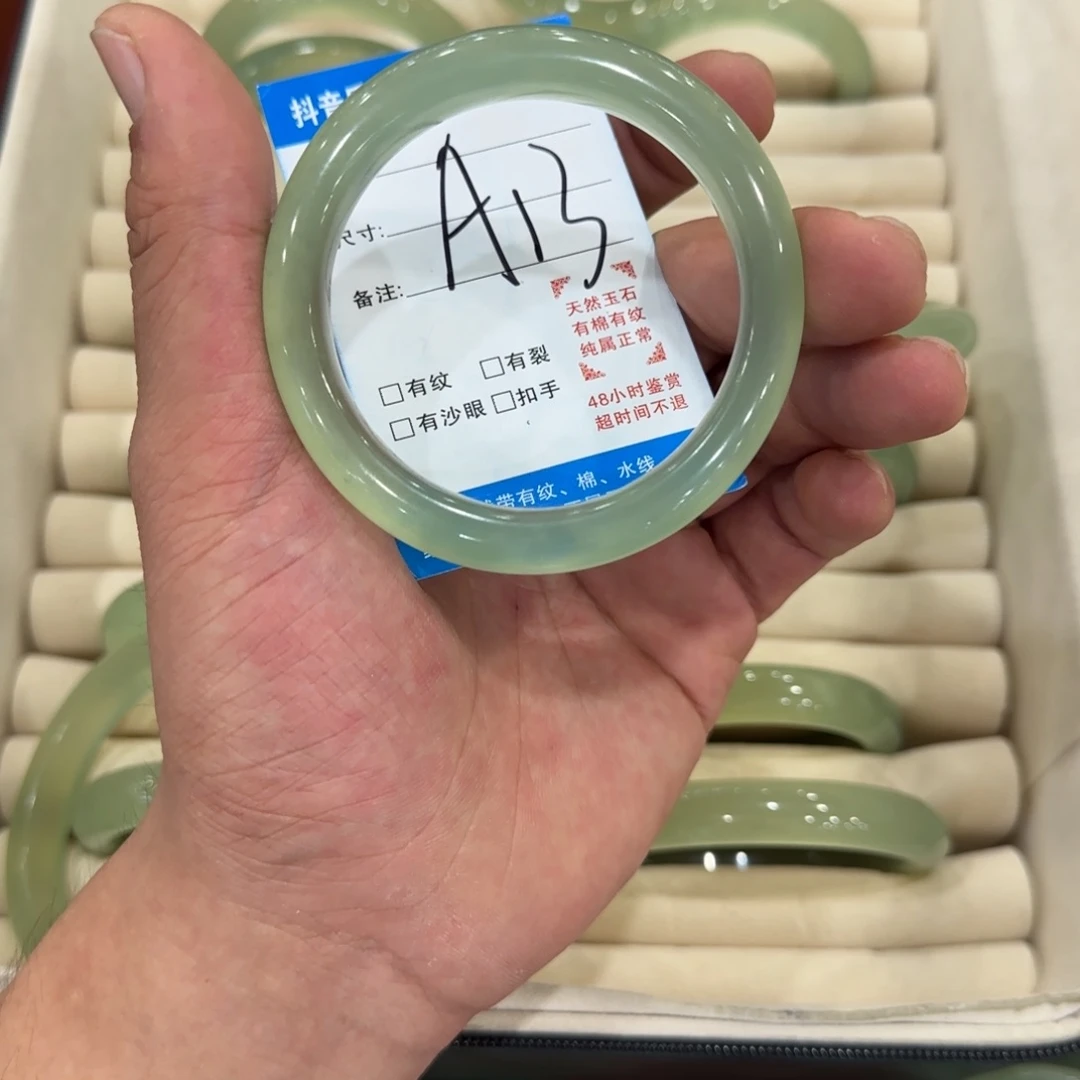 抖音
A13
尺寸:
备注:
天然玉石
有棉有纹
纯属正常
□有纹 □有裂
□有沙眼 □扣手
48小时鉴赏
超时间不退
带有纹、棉、水线